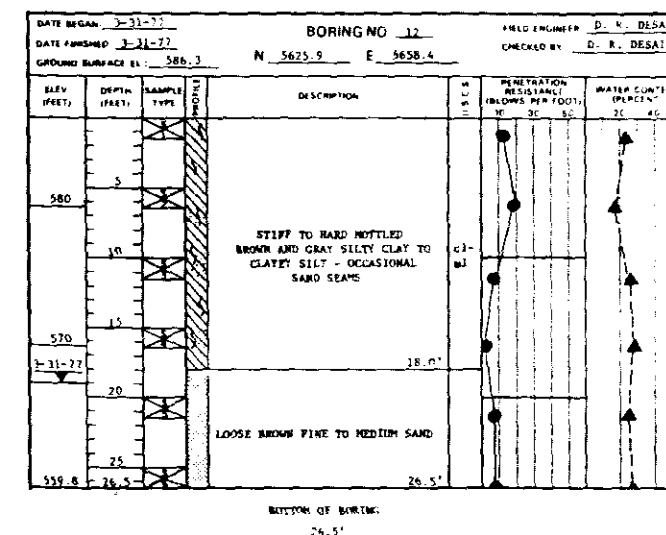 DATE BEGAN: 3-31-77
BORING NO 12
FIELD ENGINEER D. R. DESAI
DATE FINISHED 3-31-77
N 5625.9 E 5658.4
CHECKED BY D. R. DESAI
GROUND SURFACE EL: 586.3
ELEV (FEET)
DEPTH (FEET)
SAMPLE TYPE
PROFILE
DESCRIPTION
U S C S
PENETRATION RESISTANCE (BLOWS PER FOOT)
10 30 50
WATER CONTE
(PERCENT
20 40
5
580
10
15
570
3-31-77
20
25
559.8 26.5
STIFF TO HARD MOTTLED
BROWN AND GRAY SILTY CLAY TO
CLAYEY SILT - OCCASIONAL
SAND SEAMS
cl-
ml
18.0'
LOOSE BROWN FINE TO MEDIUM SAND
26.5'
BOTTOM OF BORING
26.5'